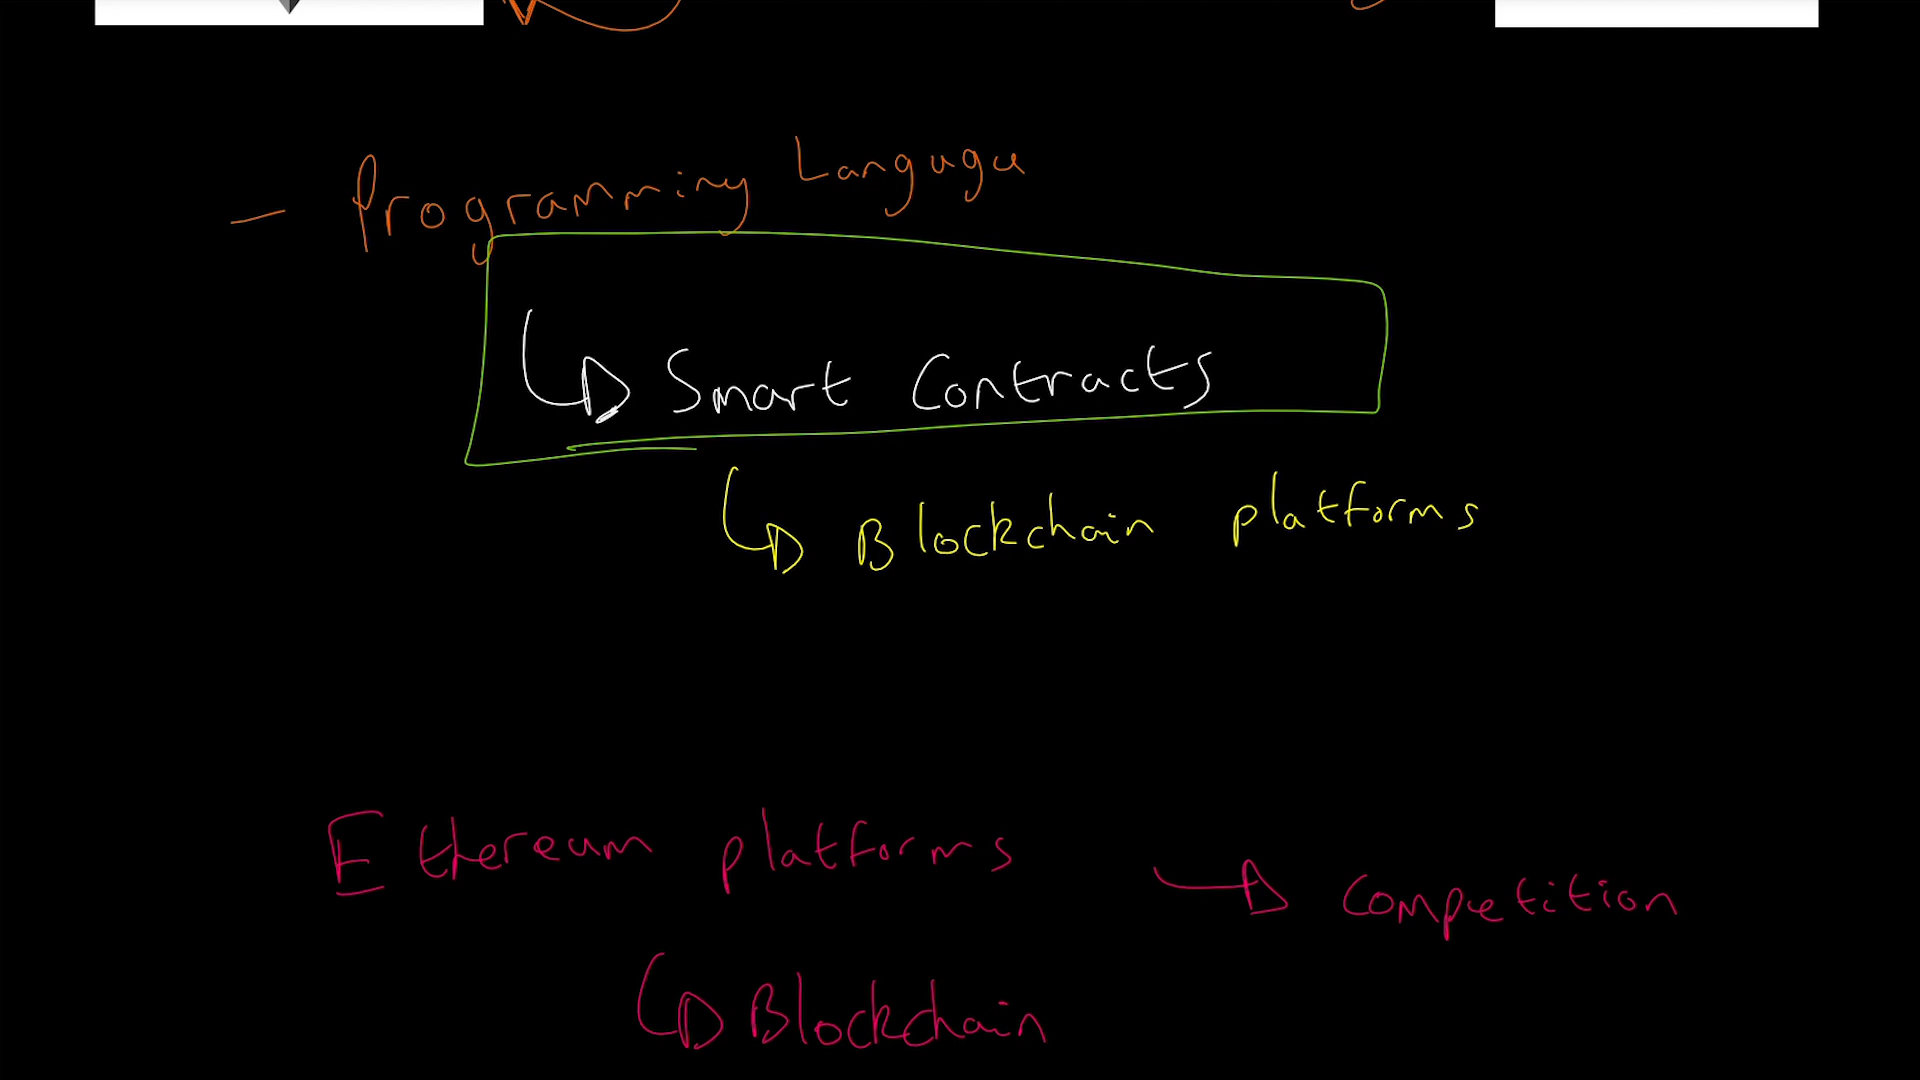 - Programming Langugu
Smart Contracts
Blockchain platforms
Ethereum platforms
Competition
Blockchain